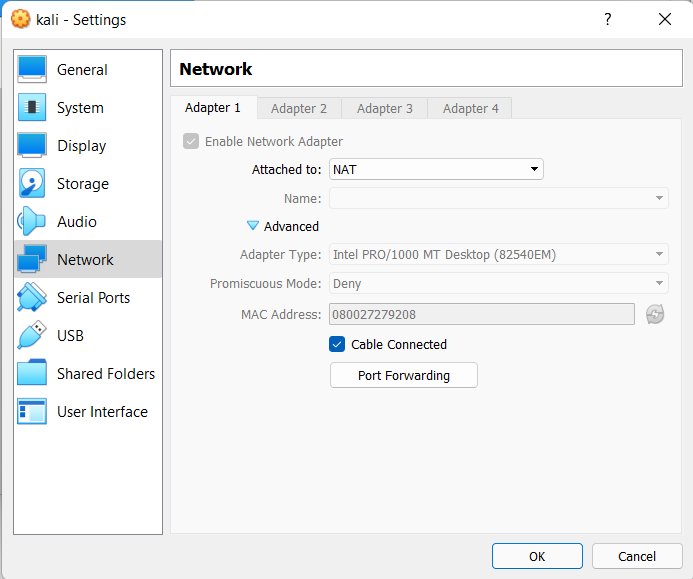 kali - Settings
?
General
System
Display
Storage
Audio
Network
Serial Ports
USB
Shared Folders
User Interface
Network
Adapter 1 Adapter 2 Adapter 3 Adapter 4
Enable Network Adapter
Attached to: NAT
Name:
Advanced
Adapter Type: Intel PRO/1000 MT Desktop (82540EM)
Promiscuous Mode: Deny
MAC Address: 080027279208
Cable Connected
Port Forwarding
OK Cancel